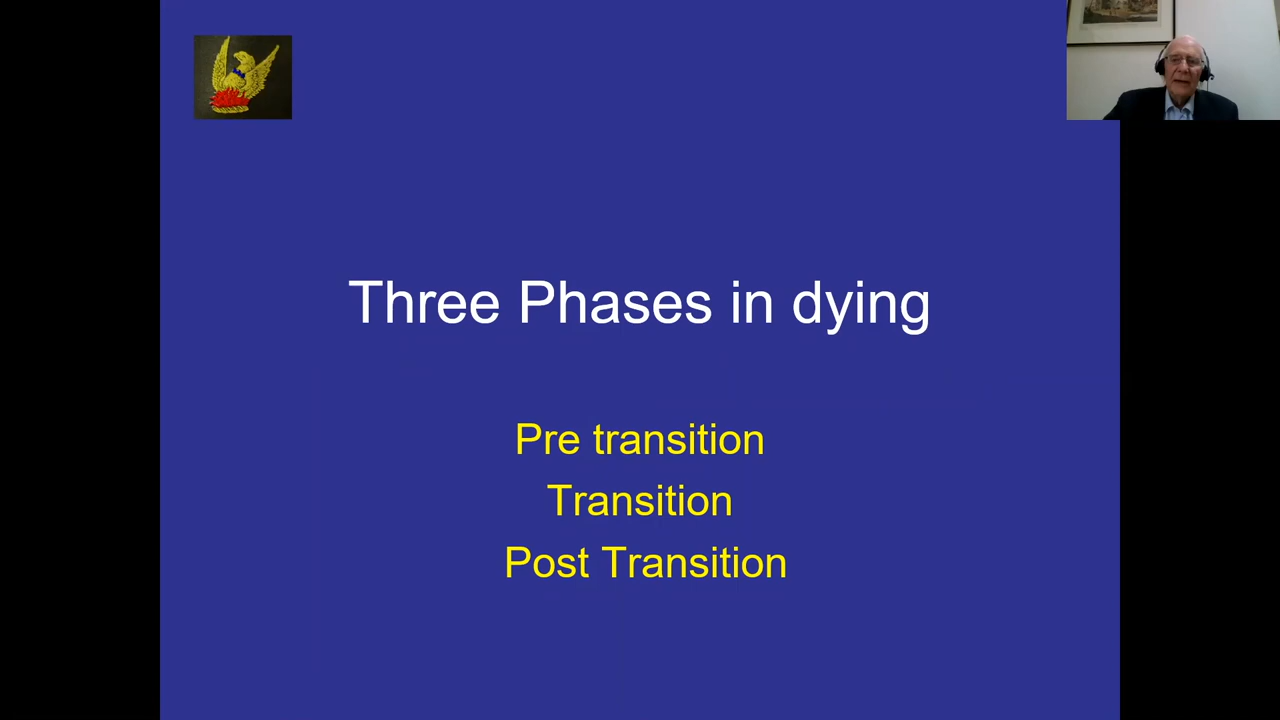 Three Phases in dying
Pre transition
Transition
Post Transition